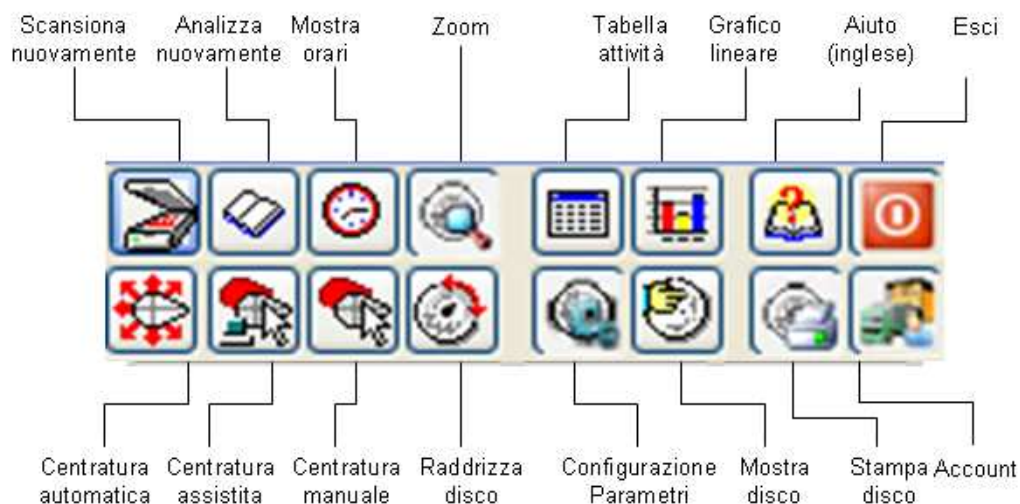 Scansiona
nuovamente
Analizza
nuovamente
Mostra
orari
Zoom
Tabella
attività
Grafico
lineare
Aiuto
(inglese)
Esci
Centratura
automatica
Centratura
assistita
Centratura
manuale
Raddrizza
disco
Configurazione
Parametri
Mostra
disco
Stampa
disco
Account